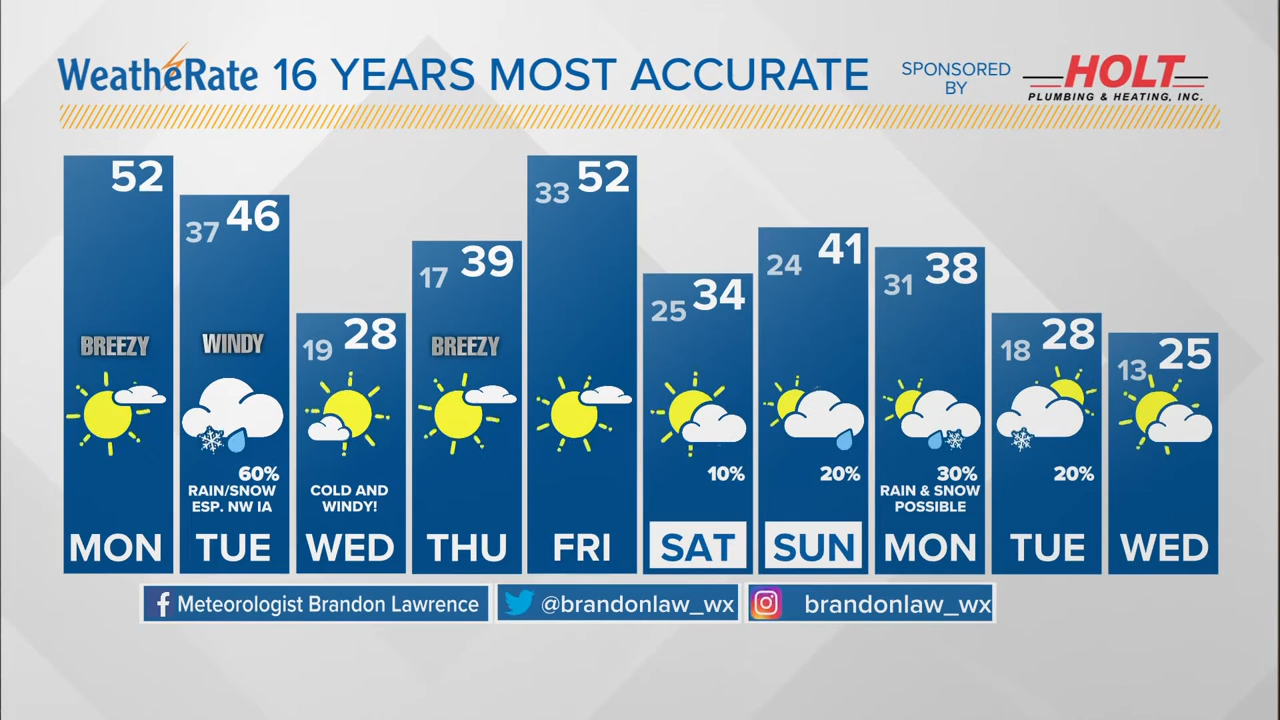 WeatheRate 16 YEARS MOST ACCURATE
SPONSORED
BY
HOLT
PLUMBING & HEATING, INC.
52
BREEZY
MON
37 46
WINDY
60%
RAIN/SNOW
ESP. NW IA
TUE
19 28
COLD AND
WINDY!
WED
17 39
BREEZY
THU
33 52
FRI
25 34
10%
SAT
24 41
20%
SUN
31 38
30%
RAIN & SNOW
POSSIBLE
MON
18 28
20%
TUE
13 25
WED
f Meteorologist Brandon Lawrence
@brandonlaw_wx
brandonlaw_wx